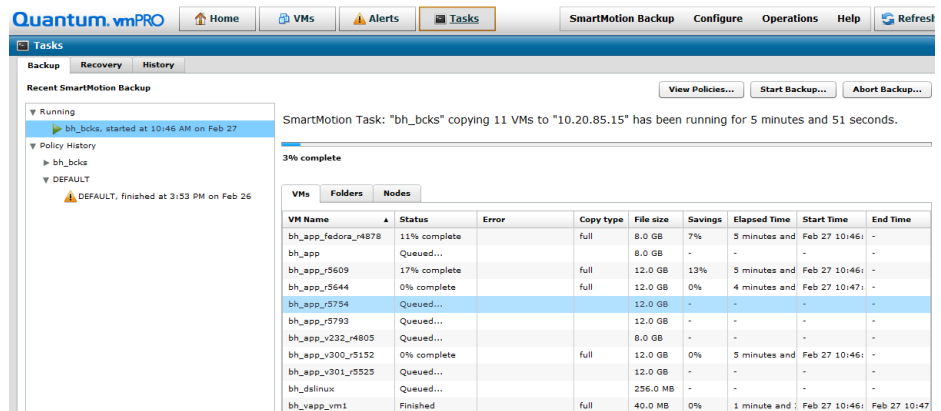 Quantum. vmPRO Home VMs Alerts Tasks SmartMotion Backup Configure Operations Help Refresh
Tasks
Backup Recovery History
Recent SmartMotion Backup
View Policies... Start Backup... Abort Backup...
Running
bh_bcks, started at 10:46 AM on Feb 27
Policy History
bh_bcks
DEFAULT
DEFAULT, finished at 3:53 PM on Feb 26
SmartMotion Task: "bh_bcks" copying 11 VMs to "10.20.85.15" has been running for 5 minutes and 51 seconds.
3% complete
VMs Folders Nodes
VM Name Status Error Copy type File size Savings Elapsed Time Start Time End Time
bh_app_fedora_r4878 11% complete full 8.0 GB 7% 5 minutes and Feb 27 10:46: -
bh_app Queued... 8.0 GB - - - -
bh_app_r5609 17% complete full 12.0 GB 13% 5 minutes and Feb 27 10:46: -
bh_app_r5644 0% complete full 12.0 GB 0% 4 minutes and Feb 27 10:47: -
bh_app_r5754 Queued... 12.0 GB - - - -
bh_app_r5793 Queued... 12.0 GB - - - -
bh_app_v232_r4805 Queued... 8.0 GB - - - -
bh_app_v300_r5152 0% complete full 12.0 GB 0% 5 minutes and Feb 27 10:46: -
bh_app_v301_r5525 Queued... 12.0 GB - - - -
bh_dslinux Queued... 256.0 MB - - - -
bh_vapp_vm1 Finished full 40.0 MB 0% 1 minute and Feb 27 10:46: Feb 27 10:47